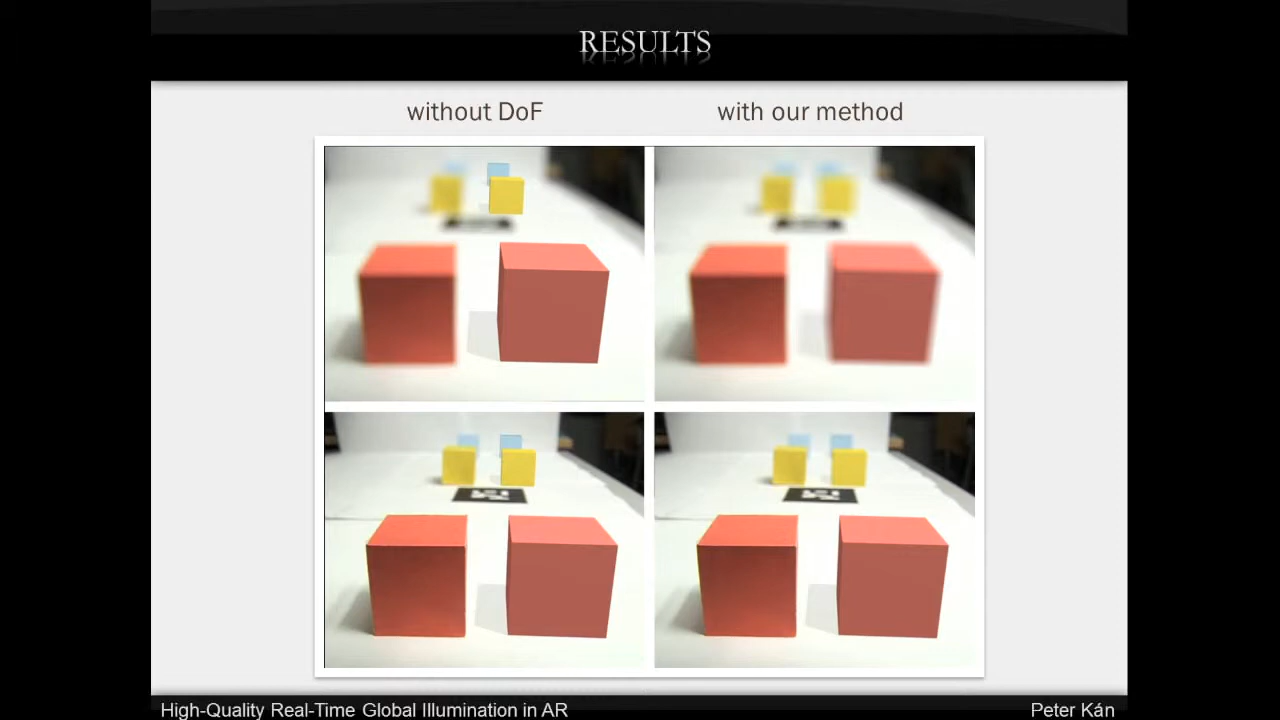 RESULTS
without DoF
with our method
High-Quality Real-Time Global Illumination in AR
Peter Kán